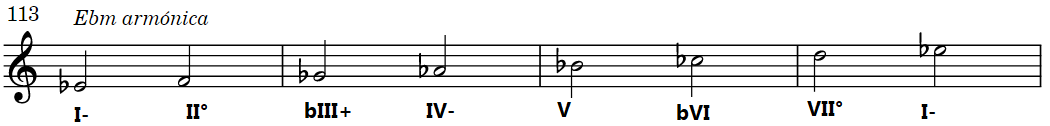 113 Ebm armónica
I- II° bIII+ IV- V bVI VII° I-